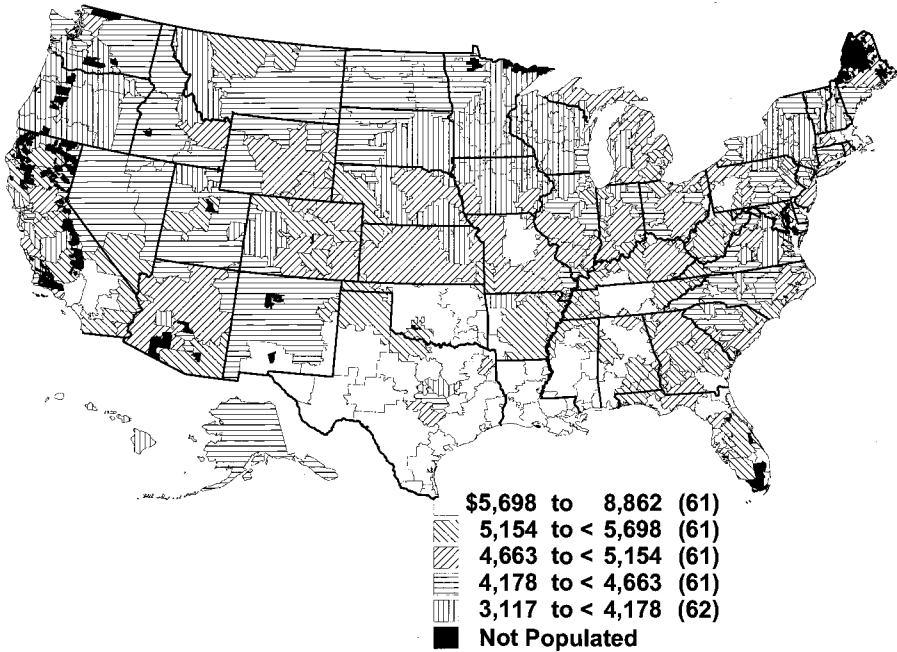 $5,698 to 8,862 (61)
5,154 to < 5,698 (61)
4,663 to < 5,154 (61)
4,178 to < 4,663 (61)
3,117 to < 4,178 (62)
Not Populated